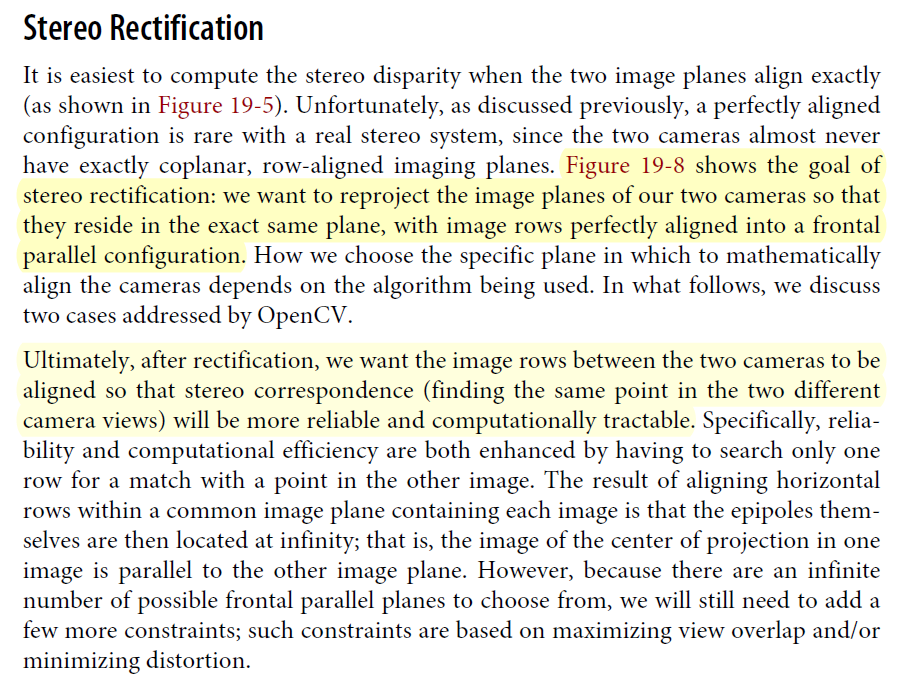 Stereo Rectification
It is easiest to compute the stereo disparity when the two image planes align exactly
(as shown in Figure 19-5). Unfortunately, as discussed previously, a perfectly aligned
configuration is rare with a real stereo system, since the two cameras almost never
have exactly coplanar, row-aligned imaging planes. Figure 19-8 shows the goal of
stereo rectification: we want to reproject the image planes of our two cameras so that
they reside in the exact same plane, with image rows perfectly aligned into a frontal
parallel configuration. How we choose the specific plane in which to mathematically
align the cameras depends on the algorithm being used. In what follows, we discuss
two cases addressed by OpenCV.
Ultimately, after rectification, we want the image rows between the two cameras to be
aligned so that stereo correspondence (finding the same point in the two different
camera views) will be more reliable and computationally tractable. Specifically, relia-
bility and computational efficiency are both enhanced by having to search only one
row for a match with a point in the other image. The result of aligning horizontal
rows within a common image plane containing each image is that the epipoles them-
selves are then located at infinity; that is, the image of the center of projection in one
image is parallel to the other image plane. However, because there are an infinite
number of possible frontal parallel planes to choose from, we will still need to add a
few more constraints; such constraints are based on maximizing view overlap and/or
minimizing distortion.